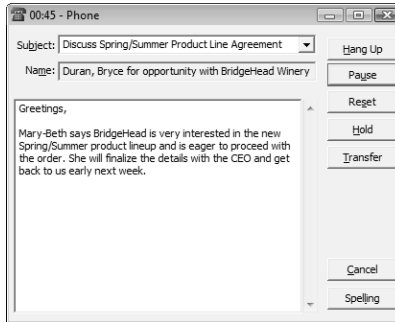 00:45 - Phone
Subject: Discuss Spring/Summer Product Line Agreement
Name: Duran, Bryce for opportunity with BridgeHead Winery
Greetings,
Mary-Beth says BridgeHead is very interested in the new
Spring/Summer product lineup and is eager to proceed with
the order. She will finalize the details with the CEO and get
back to us early next week.
Hang Up
Pause
Reset
Hold
Transfer
Cancel
Spelling